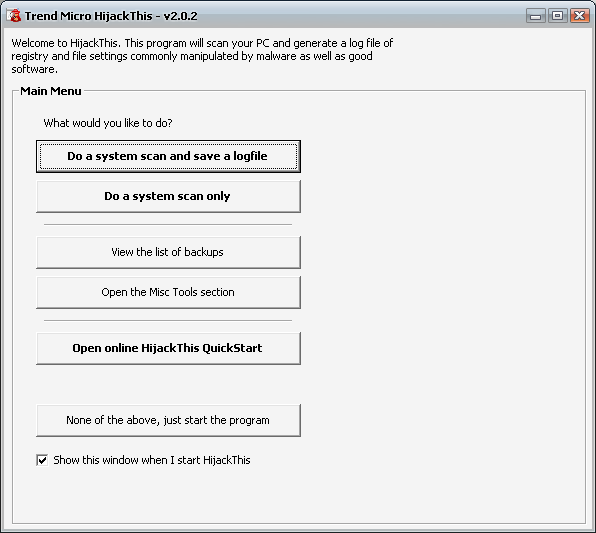 Trend Micro HijackThis - v2.0.2
Welcome to HijackThis. This program will scan your PC and generate a log file of
registry and file settings commonly manipulated by malware as well as good
software.
Main Menu
What would you like to do?
Do a system scan and save a logfile
Do a system scan only
View the list of backups
Open the Misc Tools section
Open online HijackThis QuickStart
None of the above, just start the program
Show this window when I start HijackThis